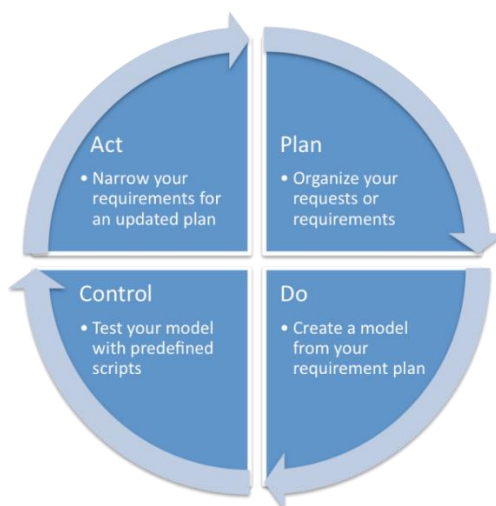 Act
• Narrow your
requirements for
an updated plan
Plan
• Organize your
requests or
requirements
Control
• Test your model
with predefined
scripts
Do
• Create a model
from your
requirement plan